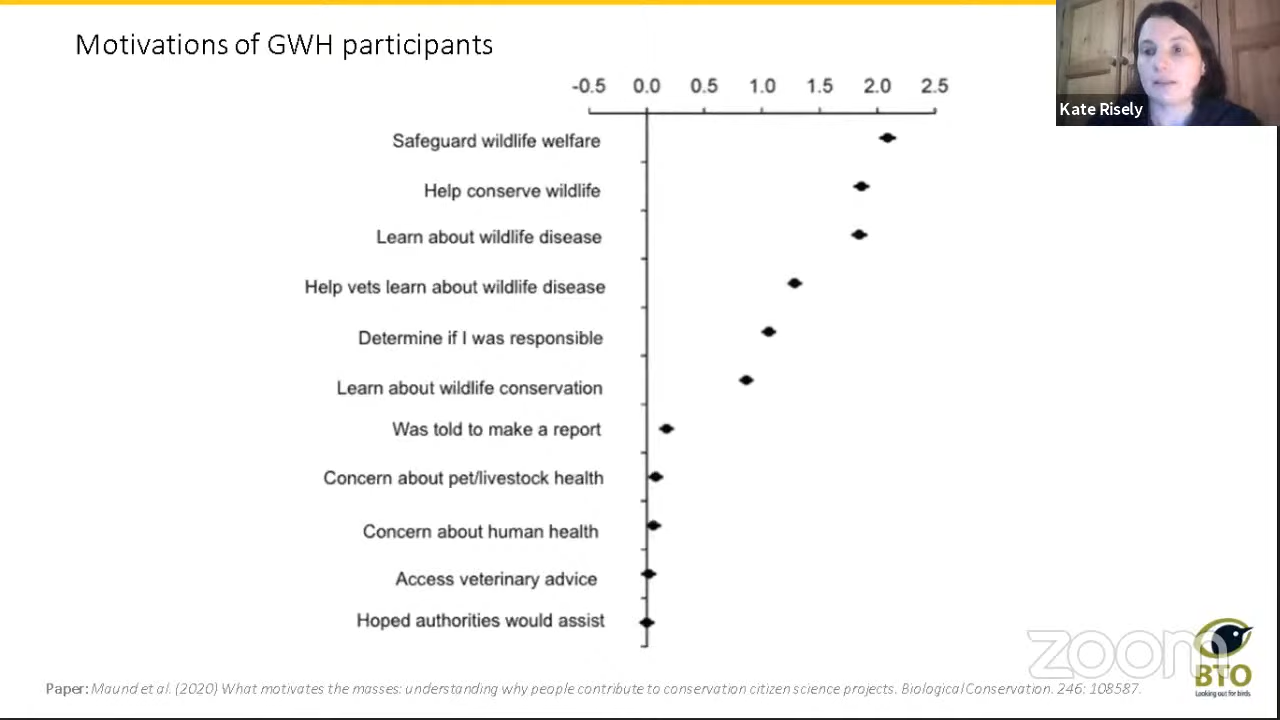 Motivations of GWH participants
Kate Risely
-0.5 0.0 0.5 1.0 1.5 2.0 2.5
Safeguard wildlife welfare
Help conserve wildlife
Learn about wildlife disease
Help vets learn about wildlife disease
Determine if I was responsible
Learn about wildlife conservation
Was told to make a report
Concern about pet/livestock health
Concern about human health
Access veterinary advice
Hoped authorities would assist
zoom
BTO
Looking out for birds
Paper: Maund et al. (2020) What motivates the masses: understanding why people contribute to conservation citizen science projects. Biological Conservation. 246: 108587.